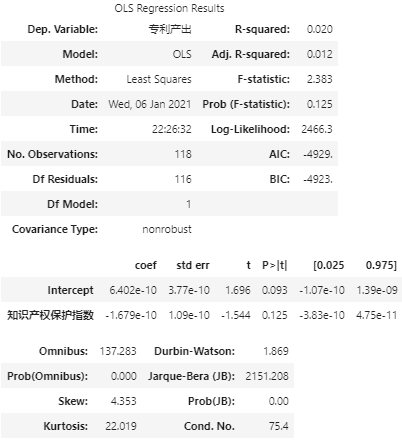 OLS Regression Results
Dep. Variable: 专利产出 R-squared: 0.020
Model: OLS Adj. R-squared: 0.012
Method: Least Squares F-statistic: 2.383
Date: Wed, 06 Jan 2021 Prob (F-statistic): 0.125
Time: 22:26:32 Log-Likelihood: 2466.3
No. Observations: 118 AIC: -4929.
Df Residuals: 116 BIC: -4923.
Df Model: 1
Covariance Type: nonrobust
coef std err t P>|t| [0.025 0.975]
Intercept 6.402e-10 3.77e-10 1.696 0.093 -1.07e-10 1.39e-09
知识产权保护指数 -1.679e-10 1.09e-10 -1.544 0.125 -3.83e-10 4.75e-11
Omnibus: 137.283 Durbin-Watson: 1.869
Prob(Omnibus): 0.000 Jarque-Bera (JB): 2151.208
Skew: 4.353 Prob(JB): 0.00
Kurtosis: 22.019 Cond. No. 75.4